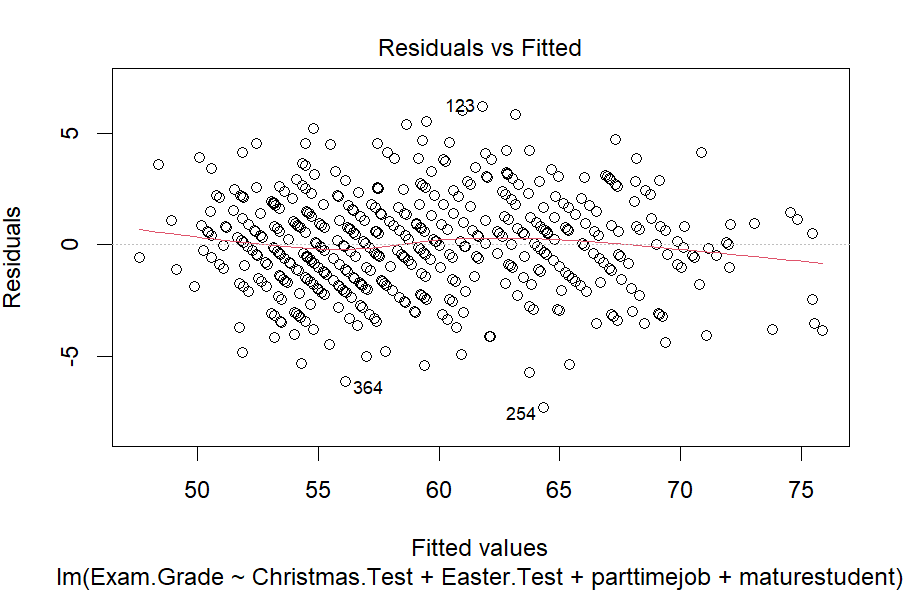 Residuals vs Fitted
Residuals
5
0
-5
123
364
254
50 55 60 65 70 75
Fitted values
lm(Exam.Grade ~ Christmas.Test + Easter.Test + parttimejob + maturestudent)